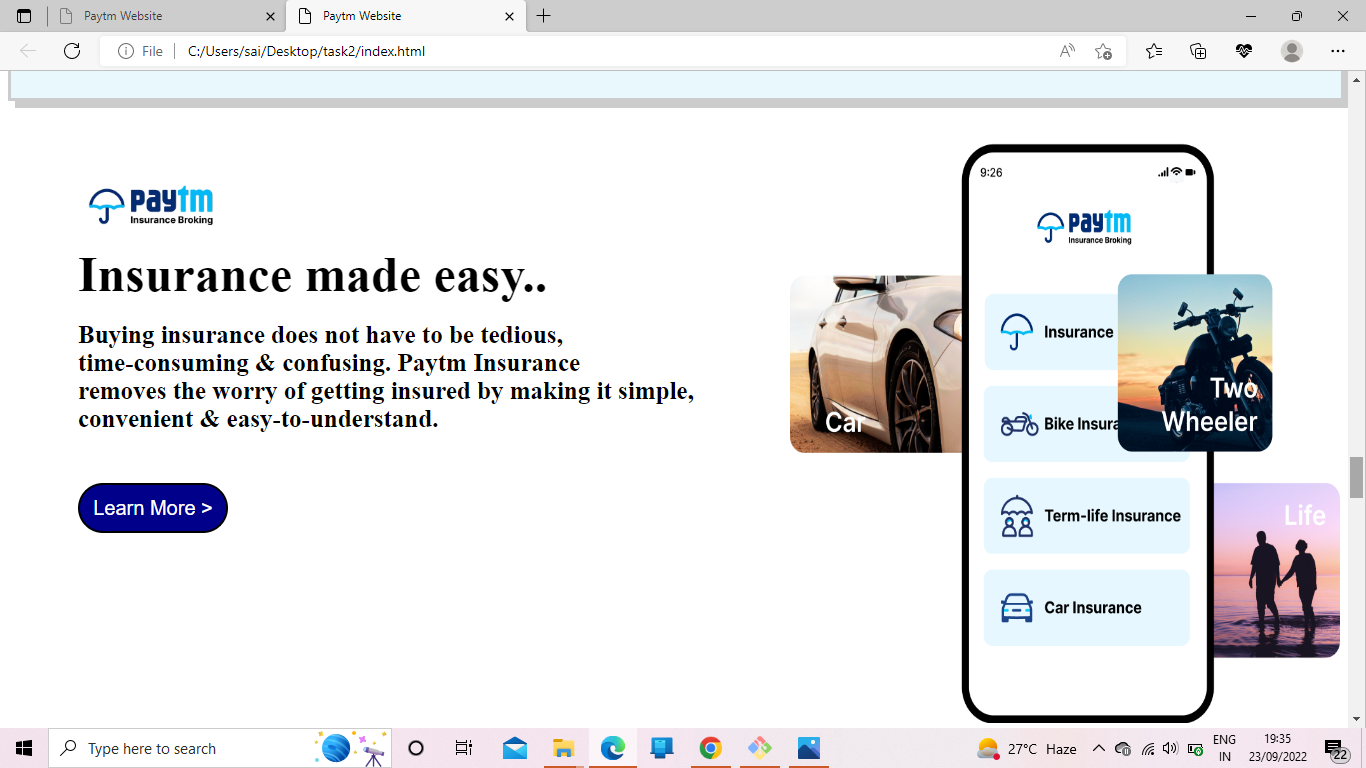 Paytm Website
Paytm Website
File
C:/Users/sai/Desktop/task2/index.html
paytm
Insurance Broking
Insurance made easy..
Buying insurance does not have to be tedious,
time-consuming & confusing. Paytm Insurance
removes the worry of getting insured by making it simple,
convenient & easy-to-understand.
Learn More >
9:26
paytm
Insurance Broking
Insurance
Bike Insura
Term-life Insurance
Car Insurance
Car
Two
Wheeler
Life
Type here to search
27°C Haze
ENG
IN
19:35
23/09/2022
22